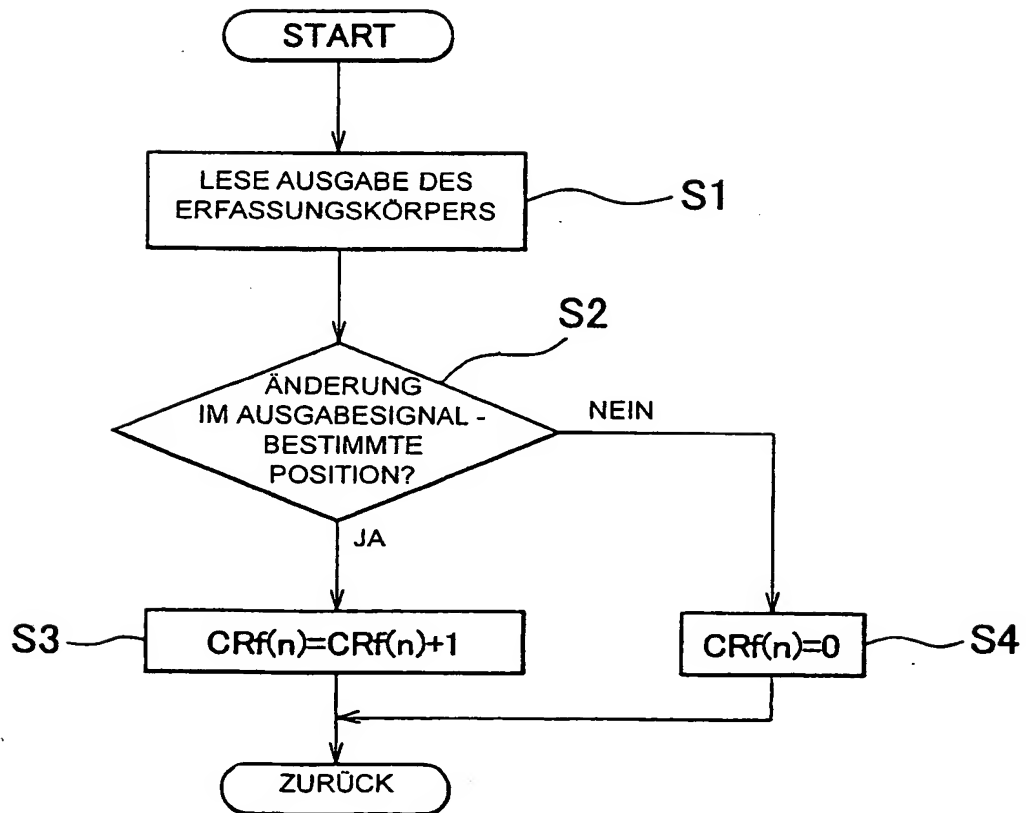 START
LESE AUSGABE DES
ERFASSUNGSKÖRPERS
S1
S2
ÄNDERUNG
IM AUSGABESIGNAL -
BESTIMMTE
POSITION?
NEIN
JA
S3
CRf(n)=CRf(n)+1
CRf(n)=0
S4
ZURÜCK